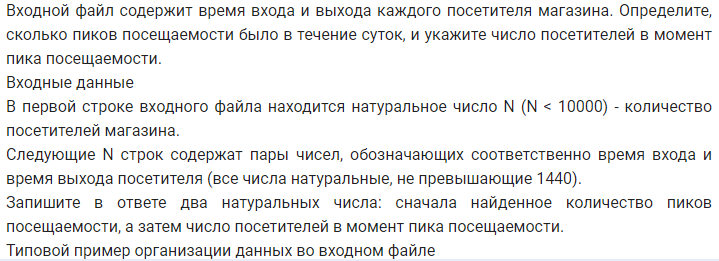 Входной файл содержит время входа и выхода каждого посетителя магазина. Определите,
сколько пиков посещаемости было в течение суток, и укажите число посетителей в момент
пика посещаемости.
Входные данные
В первой строке входного файла находится натуральное число N (N < 10000) - количество
посетителей магазина.
Следующие N строк содержат пары чисел, обозначающих соответственно время входа и
время выхода посетителя (все числа натуральные, не превышающие 1440).
Запишите в ответе два натуральных числа: сначала найденное количество пиков
посещаемости, а затем число посетителей в момент пика посещаемости.
Типовой пример организации данных во входном файле